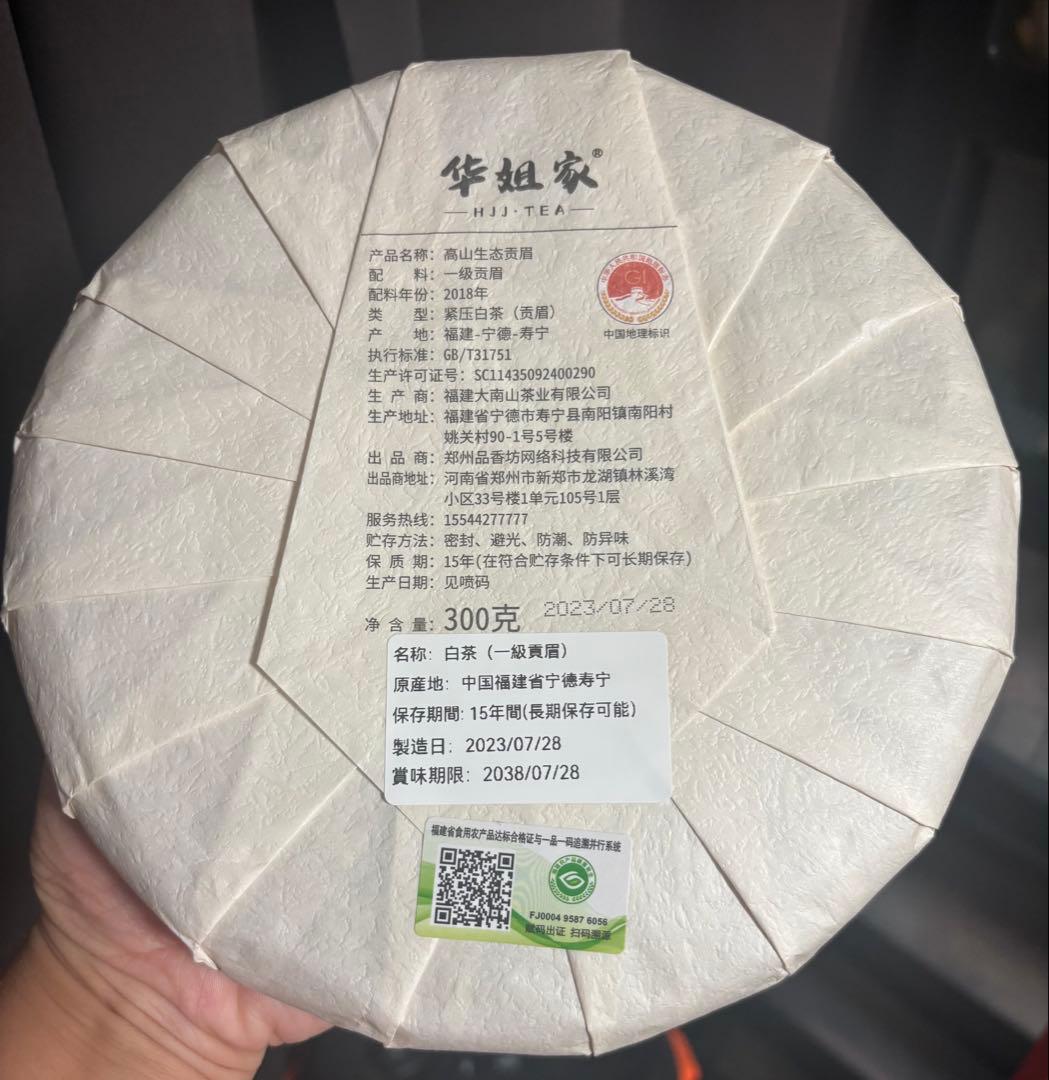 华姐家®
HJJ·TEA
产品名称：高山生态贡眉
配料：一级贡眉
配料年份：2018年
类型：紧压白茶（贡眉）
产地：福建-宁德-寿宁
中国地理标识
执行标准：GB/T31751
生产许可证号：SC11435092400290
生产商：福建大南山茶业有限公司
生产地址：福建省宁德市寿宁县南阳镇南阳村
姚关村90-1号5号楼
出品商：郑州品香坊网络科技有限公司
出品商地址：河南省郑州市新郑市龙湖镇林溪湾
小区33号楼1单元105号1层
服务热线：15544277777
贮存方法：密封、避光、防潮、防异味
保质期：15年(在符合贮存条件下可长期保存)
生产日期：见喷码
净含量：300克 2023/07/28
名称: 白茶（一級貢眉）
原産地: 中国福建省宁德寿宁
保存期間: 15年間(長期保存可能)
製造日: 2023/07/28
賞味期限: 2038/07/28
福建省食用农产品达标合格证与一品一码追溯并行系统
FJ0004 9587 6056
赋码出证 扫码溯源